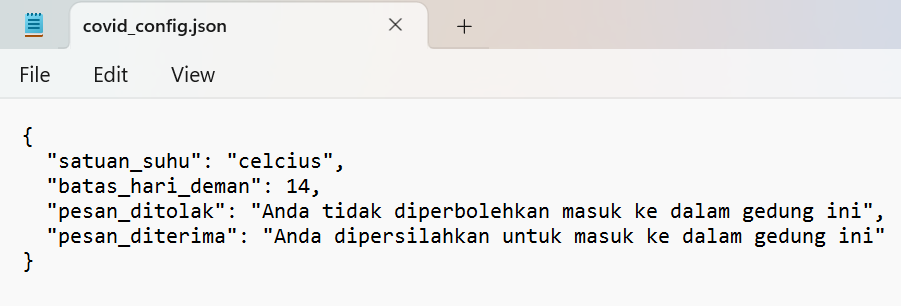 covid_config.json
File Edit View
{
  "satuan_suhu": "celcius",
  "batas_hari_deman": 14,
  "pesan_ditolak": "Anda tidak diperbolehkan masuk ke dalam gedung ini",
  "pesan_diterima": "Anda dipersilahkan untuk masuk ke dalam gedung ini"
}